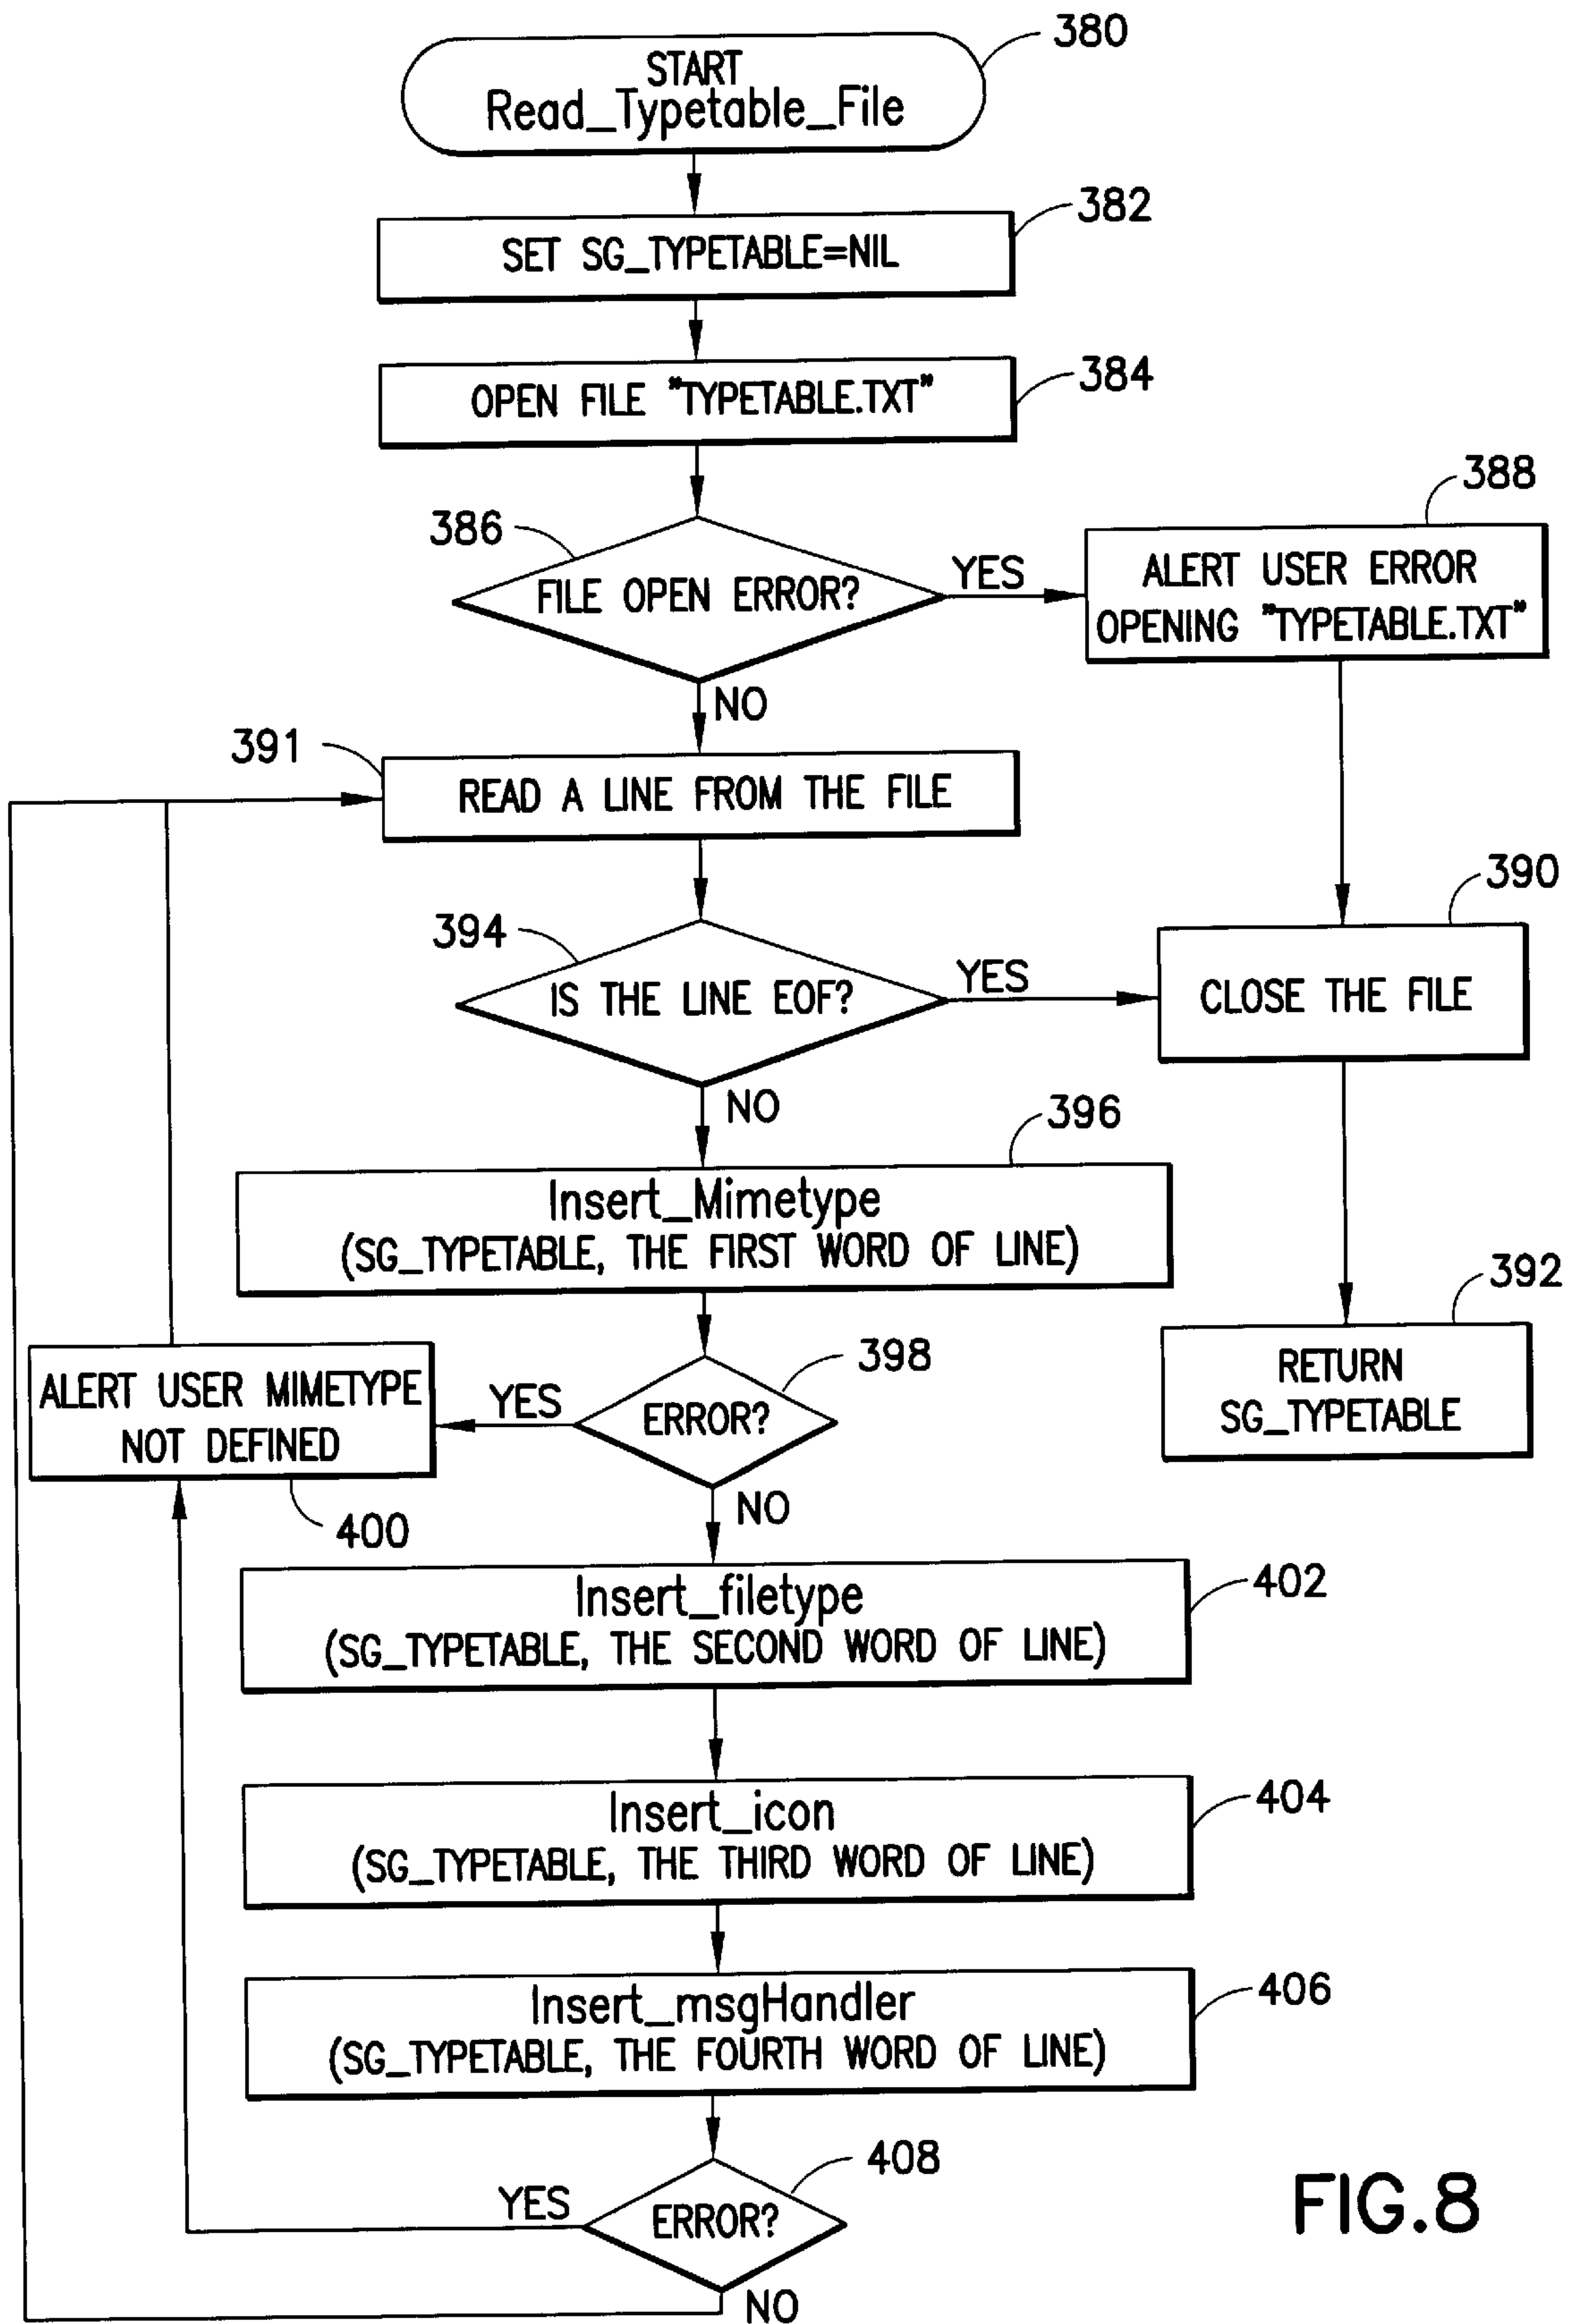 380
START
Read_Typetable_File
382
SET SG_TYPETABLE=NIL
384
OPEN FILE "TYPETABLE.TXT"
386
FILE OPEN ERROR?
YES
388
ALERT USER ERROR
OPENING "TYPETABLE.TXT"
NO
391
READ A LINE FROM THE FILE
394
IS THE LINE EOF?
YES
390
CLOSE THE FILE
NO
396
Insert_Mimetype
(SG_TYPETABLE, THE FIRST WORD OF LINE)
392
RETURN
SG_TYPETABLE
398
ERROR?
YES
ALERT USER MIMETYPE
NOT DEFINED
400
NO
402
Insert_filetype
(SG_TYPETABLE, THE SECOND WORD OF LINE)
404
Insert_icon
(SG_TYPETABLE, THE THIRD WORD OF LINE)
406
Insert_msgHandler
(SG_TYPETABLE, THE FOURTH WORD OF LINE)
408
YES
ERROR?
NO
FIG.8